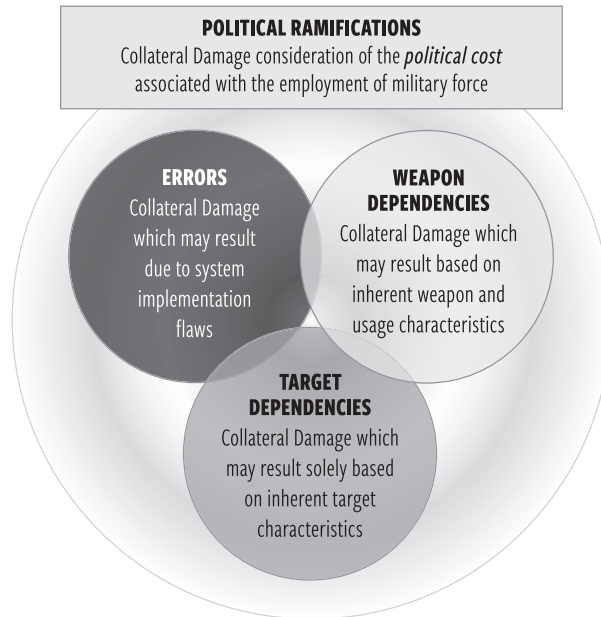 POLITICAL RAMIFICATIONS
Collateral Damage consideration of the political cost
associated with the employment of military force
ERRORS
Collateral Damage
which may result
due to system
implementation
flaws
WEAPON
DEPENDENCIES
Collateral Damage which
may result based on
inherent weapon and
usage characteristics
TARGET
DEPENDENCIES
Collateral Damage which
may result solely based
on inherent target
characteristics